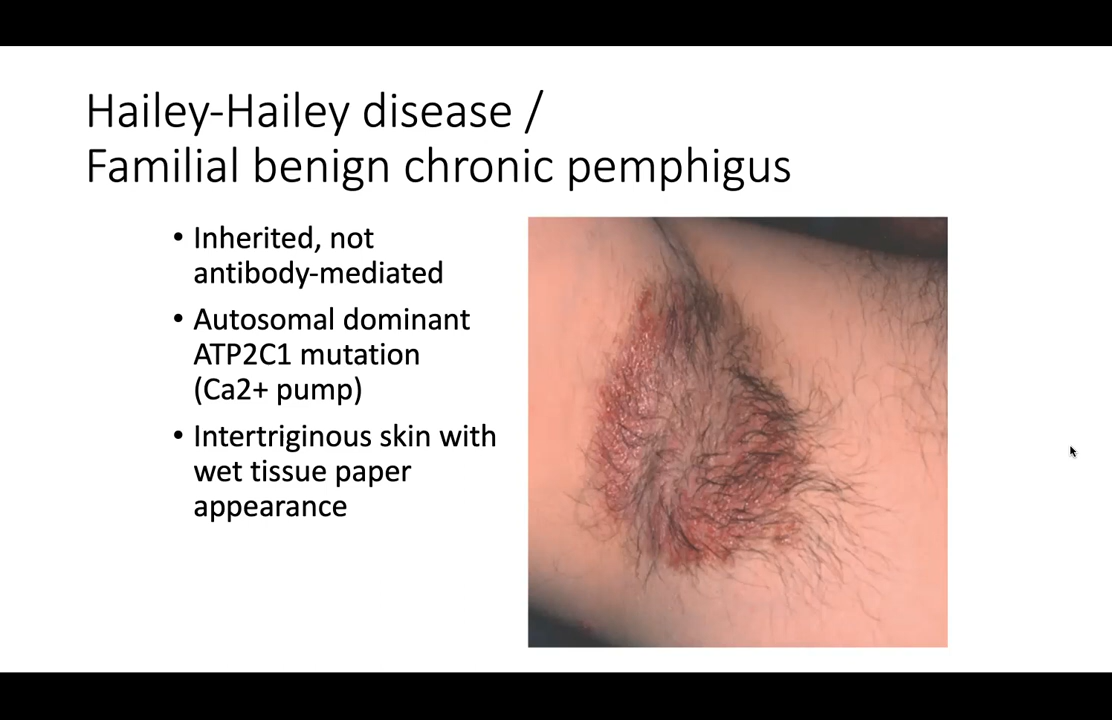 Hailey-Hailey disease /
Familial benign chronic pemphigus
• Inherited, not
antibody-mediated
• Autosomal dominant
ATP2C1 mutation
(Ca2+ pump)
• Intertriginous skin with
wet tissue paper
appearance